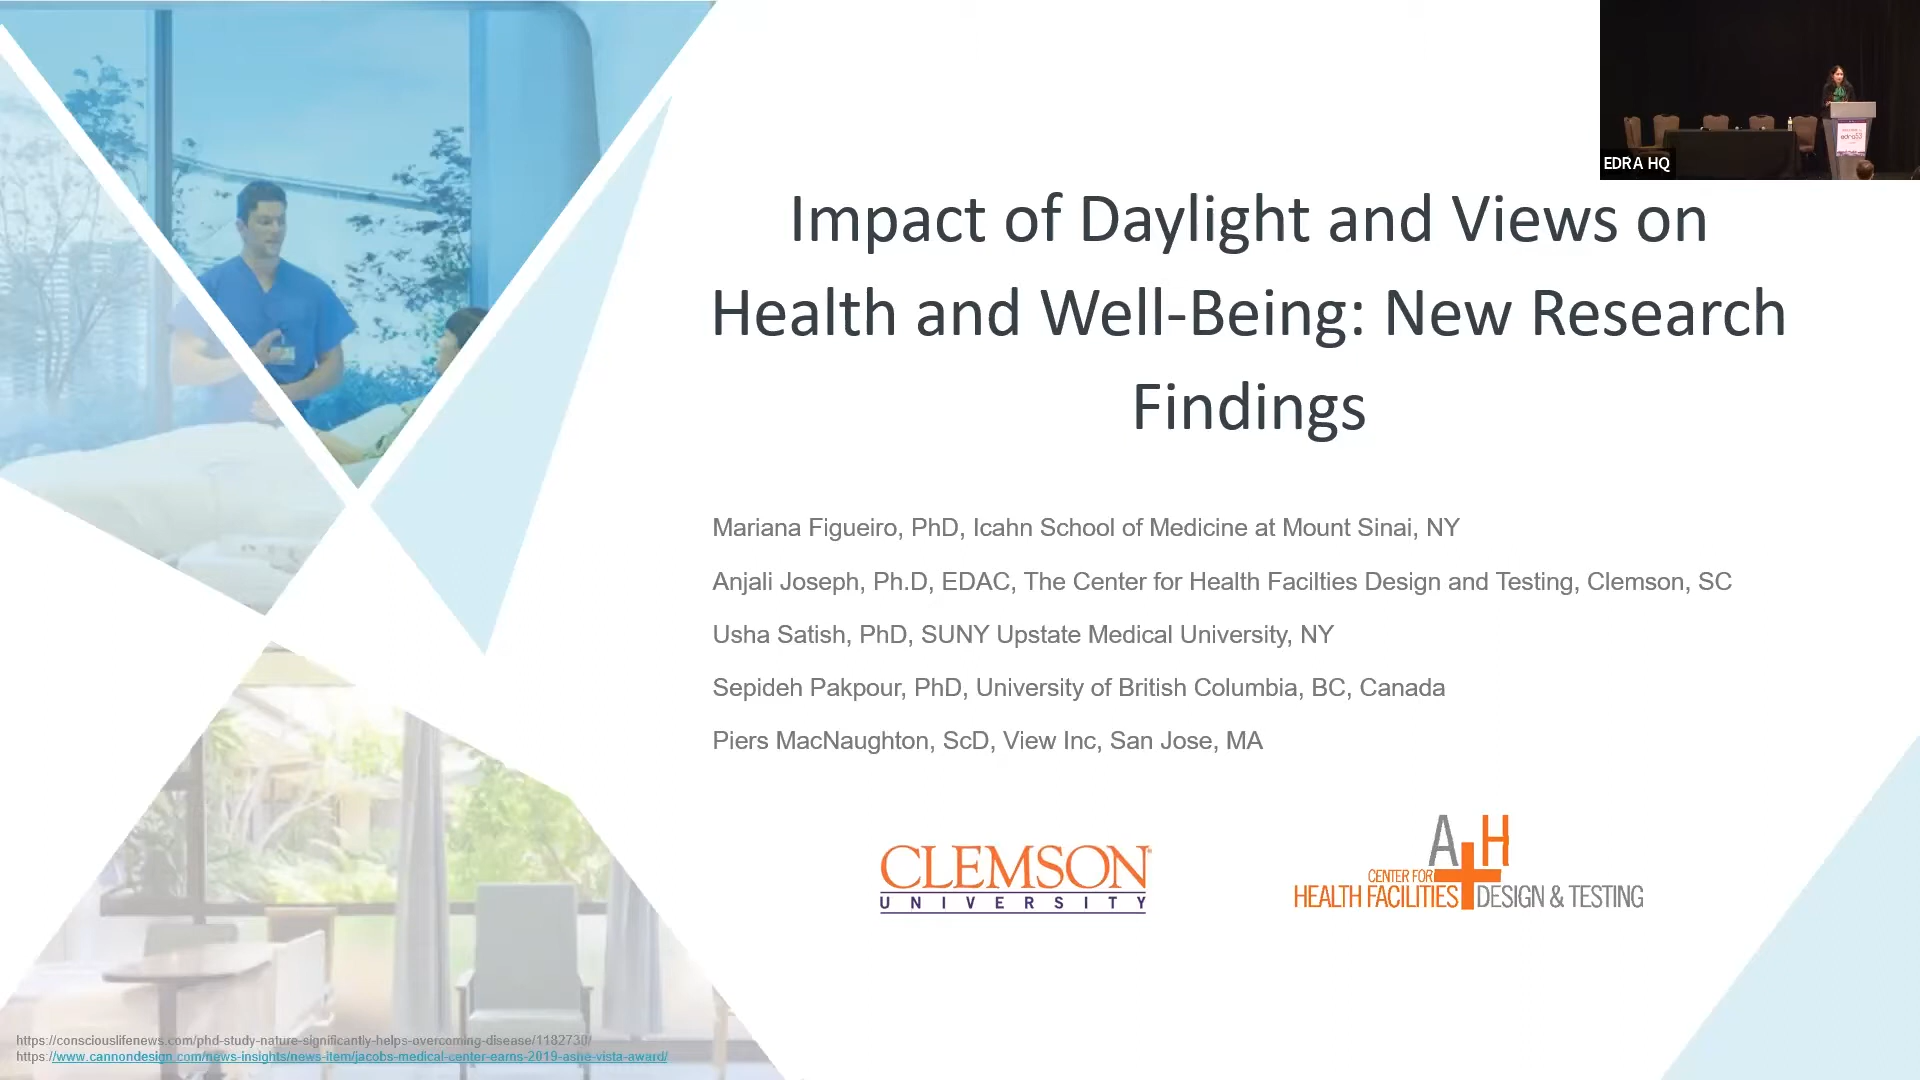 EDRA HQ
Impact of Daylight and Views on
Health and Well-Being: New Research
Findings
Mariana Figueiro, PhD, Icahn School of Medicine at Mount Sinai, NY
Anjali Joseph, Ph.D, EDAC, The Center for Health Facilties Design and Testing, Clemson, SC
Usha Satish, PhD, SUNY Upstate Medical University, NY
Sepideh Pakpour, PhD, University of British Columbia, BC, Canada
Piers MacNaughton, ScD, View Inc, San Jose, MA
CLEMSON
UNIVERSITY
A+H
CENTER FOR
HEALTH FACILITIES DESIGN & TESTING
https://consciouslifenews.com/phd-study-nature-significantly-helps-overcoming-disease/1182730/
https://www.cannondesign.com/news-insights/news-item/jacobs-medical-center-earns-2019-ashe-vista-award/